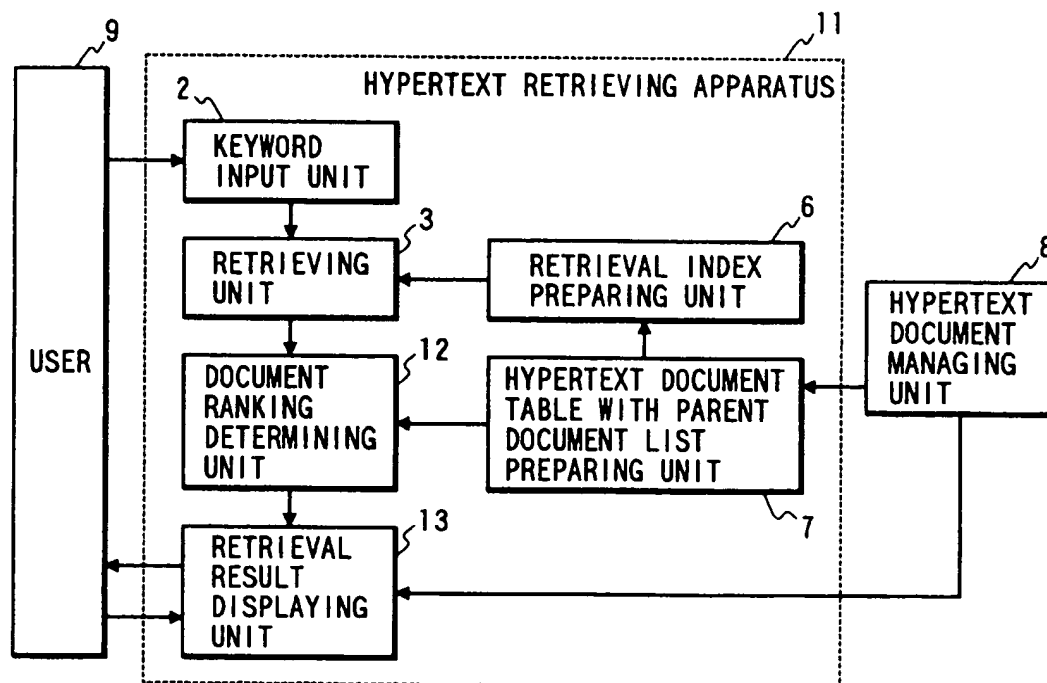 9
11
HYPERTEXT RETRIEVING APPARATUS
2
KEYWORD
INPUT UNIT
3
RETRIEVING
UNIT
6
RETRIEVAL INDEX
PREPARING UNIT
8
HYPERTEXT
DOCUMENT
MANAGING
UNIT
USER
12
DOCUMENT
RANKING
DETERMINING
UNIT
HYPERTEXT DOCUMENT
TABLE WITH PARENT
DOCUMENT LIST
PREPARING UNIT
7
13
RETRIEVAL
RESULT
DISPLAYING
UNIT